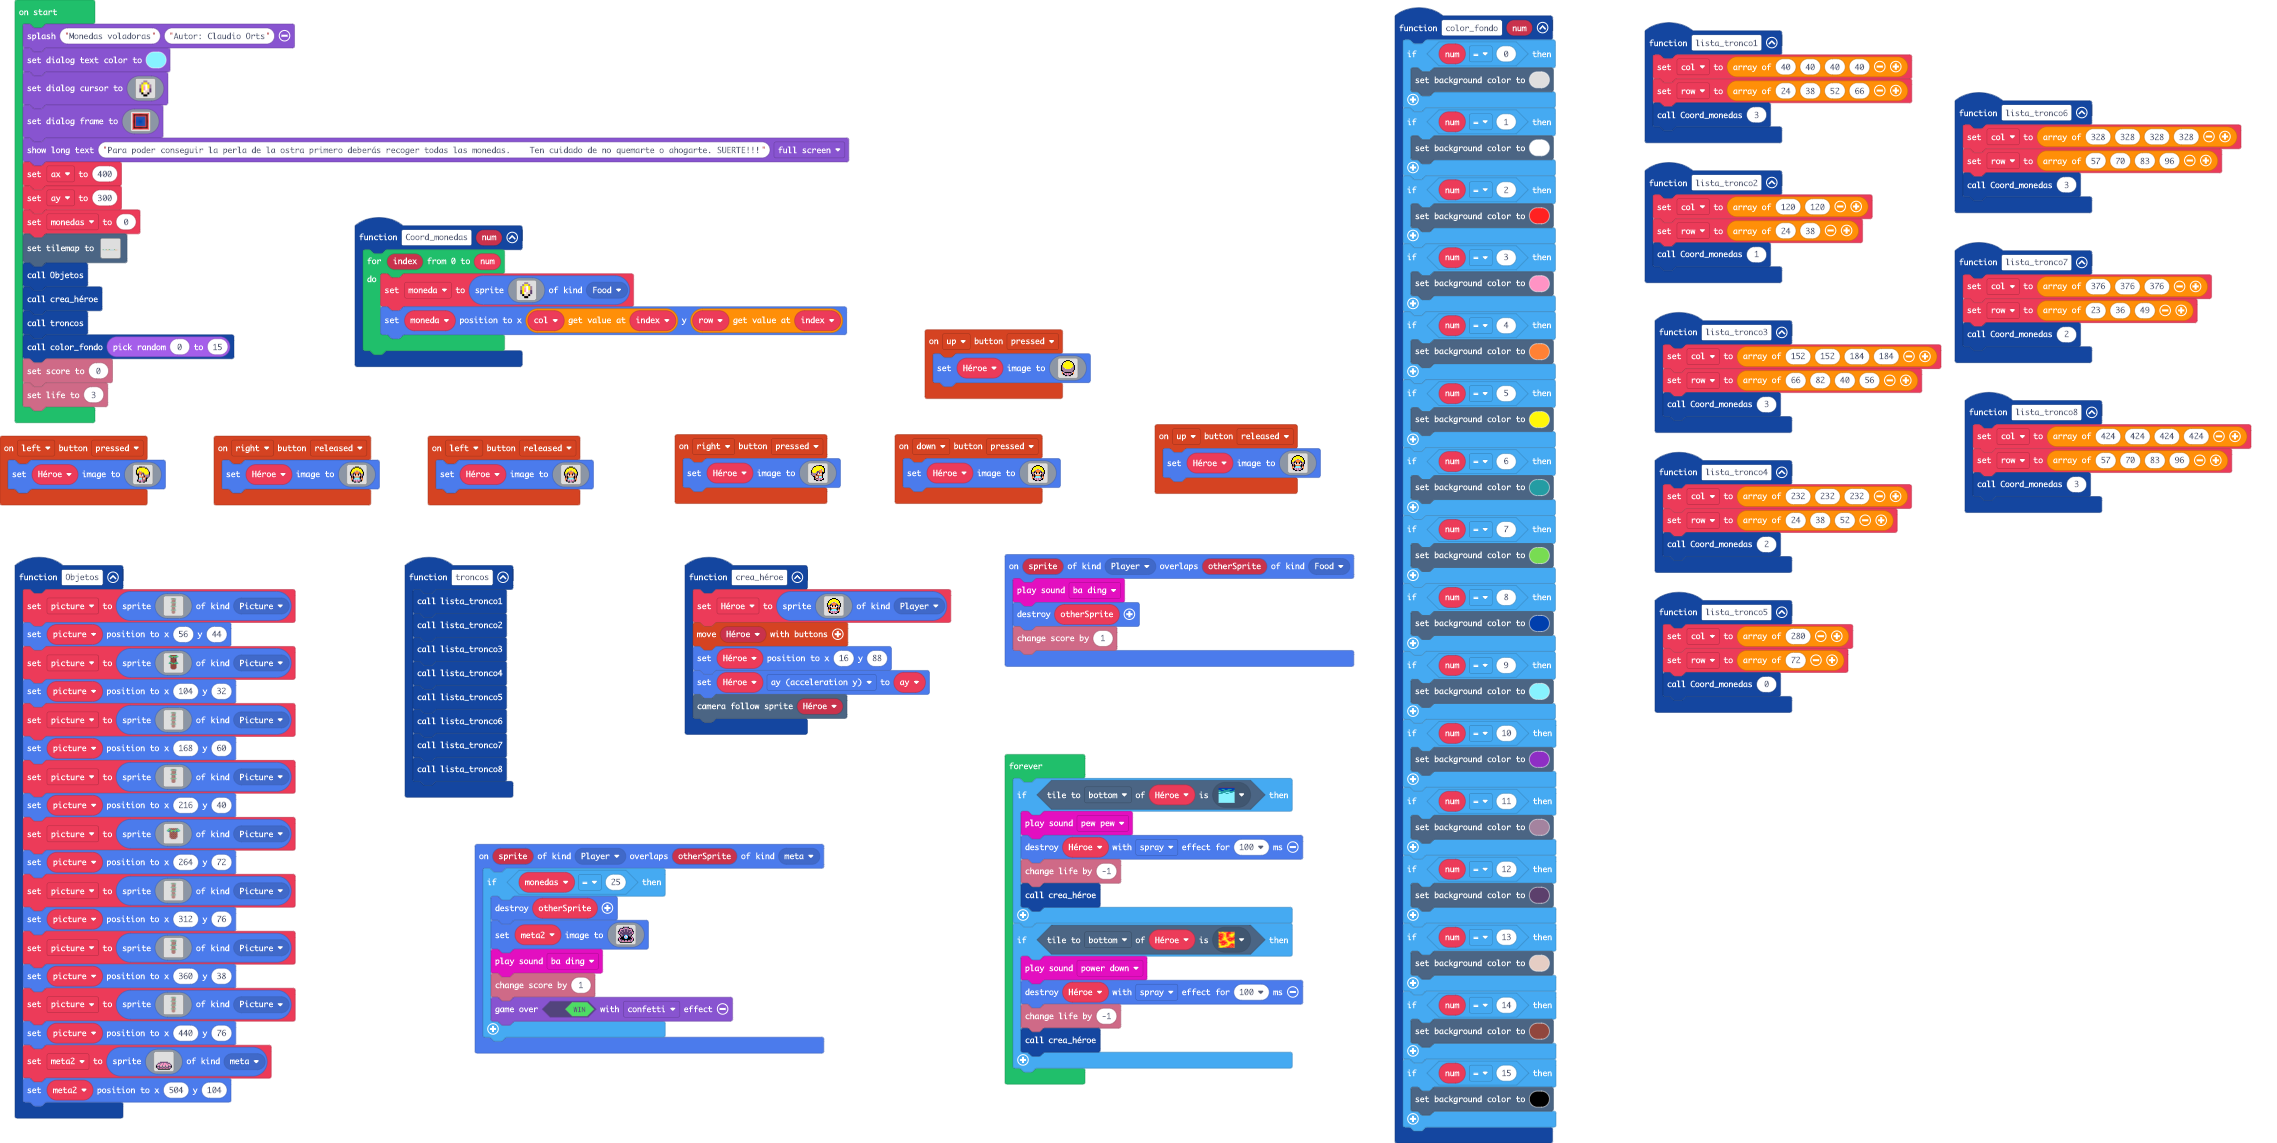 on start
splash "Monedas voladoras" "Autor: Claudio Orts"
set dialog text color to
set dialog cursor to
set dialog frame to
show long text "Para poder conseguir la perla de la ostra primero deberás recoger todas las monedas. Ten cuidado de no quemarte o ahogarte. SUERTE!!!" full screen
set ax to 400
set ay to 300
set monedas to 0
set tilemap to
call Objetos
call crea_héroe
call troncos
call color_fondo pick random 0 to 15
set score to 0
set life to 3
function Coord_monedas num
for index from 0 to num
do
set moneda to sprite of kind Food
set moneda position to x col get value at index y row get value at index
on up button pressed
set Héroe image to
on left button pressed
set Héroe image to
on right button released
set Héroe image to
on left button released
set Héroe image to
on right button pressed
set Héroe image to
on down button pressed
set Héroe image to
on up button released
set Héroe image to
function Objetos
set picture to sprite of kind Picture
set picture position to x 56 y 44
set picture to sprite of kind Picture
set picture position to x 104 y 32
set picture to sprite of kind Picture
set picture position to x 168 y 60
set picture to sprite of kind Picture
set picture position to x 216 y 40
set picture to sprite of kind Picture
set picture position to x 264 y 72
set picture to sprite of kind Picture
set picture position to x 312 y 76
set picture to sprite of kind Picture
set picture position to x 360 y 38
set picture to sprite of kind Picture
set picture position to x 440 y 76
set meta2 to sprite of kind meta
set meta2 position to x 504 y 104
function troncos
call lista_tronco1
call lista_tronco2
call lista_tronco3
call lista_tronco4
call lista_tronco5
call lista_tronco6
call lista_tronco7
call lista_tronco8
function crea_héroe
set Héroe to sprite of kind Player
move Héroe with buttons
set Héroe position to x 16 y 88
set Héroe ay (acceleration y) to ay
camera follow sprite Héroe
on sprite of kind Player overlaps otherSprite of kind Food
play sound ba ding
destroy otherSprite
change score by 1
on sprite of kind Player overlaps otherSprite of kind meta
if monedas = 25 then
destroy otherSprite
set meta2 image to
play sound ba ding
change score by 1
game over WIN with confetti effect
forever
if tile to bottom of Héroe is then
play sound pew pew
destroy Héroe with spray effect for 100 ms
change life by -1
call crea_héroe
if tile to bottom of Héroe is then
play sound power down
destroy Héroe with spray effect for 100 ms
change life by -1
call crea_héroe
function color_fondo num
if num = 0 then
set background color to
if num = 1 then
set background color to
if num = 2 then
set background color to
if num = 3 then
set background color to
if num = 4 then
set background color to
if num = 5 then
set background color to
if num = 6 then
set background color to
if num = 7 then
set background color to
if num = 8 then
set background color to
if num = 9 then
set background color to
if num = 10 then
set background color to
if num = 11 then
set background color to
if num = 12 then
set background color to
if num = 13 then
set background color to
if num = 14 then
set background color to
if num = 15 then
set background color to
function lista_tronco1
set col to array of 40 40 40 40
set row to array of 24 38 52 66
call Coord_monedas 3
function lista_tronco2
set col to array of 120 120
set row to array of 24 38
call Coord_monedas 1
function lista_tronco3
set col to array of 152 152 184 184
set row to array of 66 82 40 56
call Coord_monedas 3
function lista_tronco4
set col to array of 232 232 232
set row to array of 24 38 52
call Coord_monedas 2
function lista_tronco5
set col to array of 280
set row to array of 72
call Coord_monedas 0
function lista_tronco6
set col to array of 328 328 328 328
set row to array of 57 70 83 96
call Coord_monedas 3
function lista_tronco7
set col to array of 376 376 376
set row to array of 23 36 49
call Coord_monedas 2
function lista_tronco8
set col to array of 424 424 424 424
set row to array of 57 70 83 96
call Coord_monedas 3